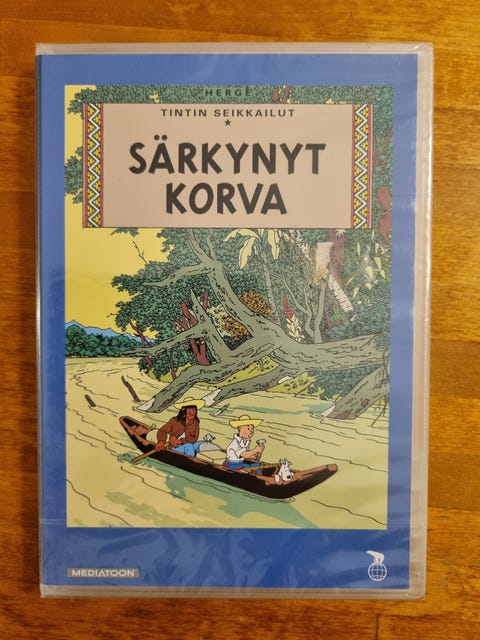 HERGÉ
TINTIN SEIKKAILUT
SÄRKYNYT
KORVA
MEDIATOON